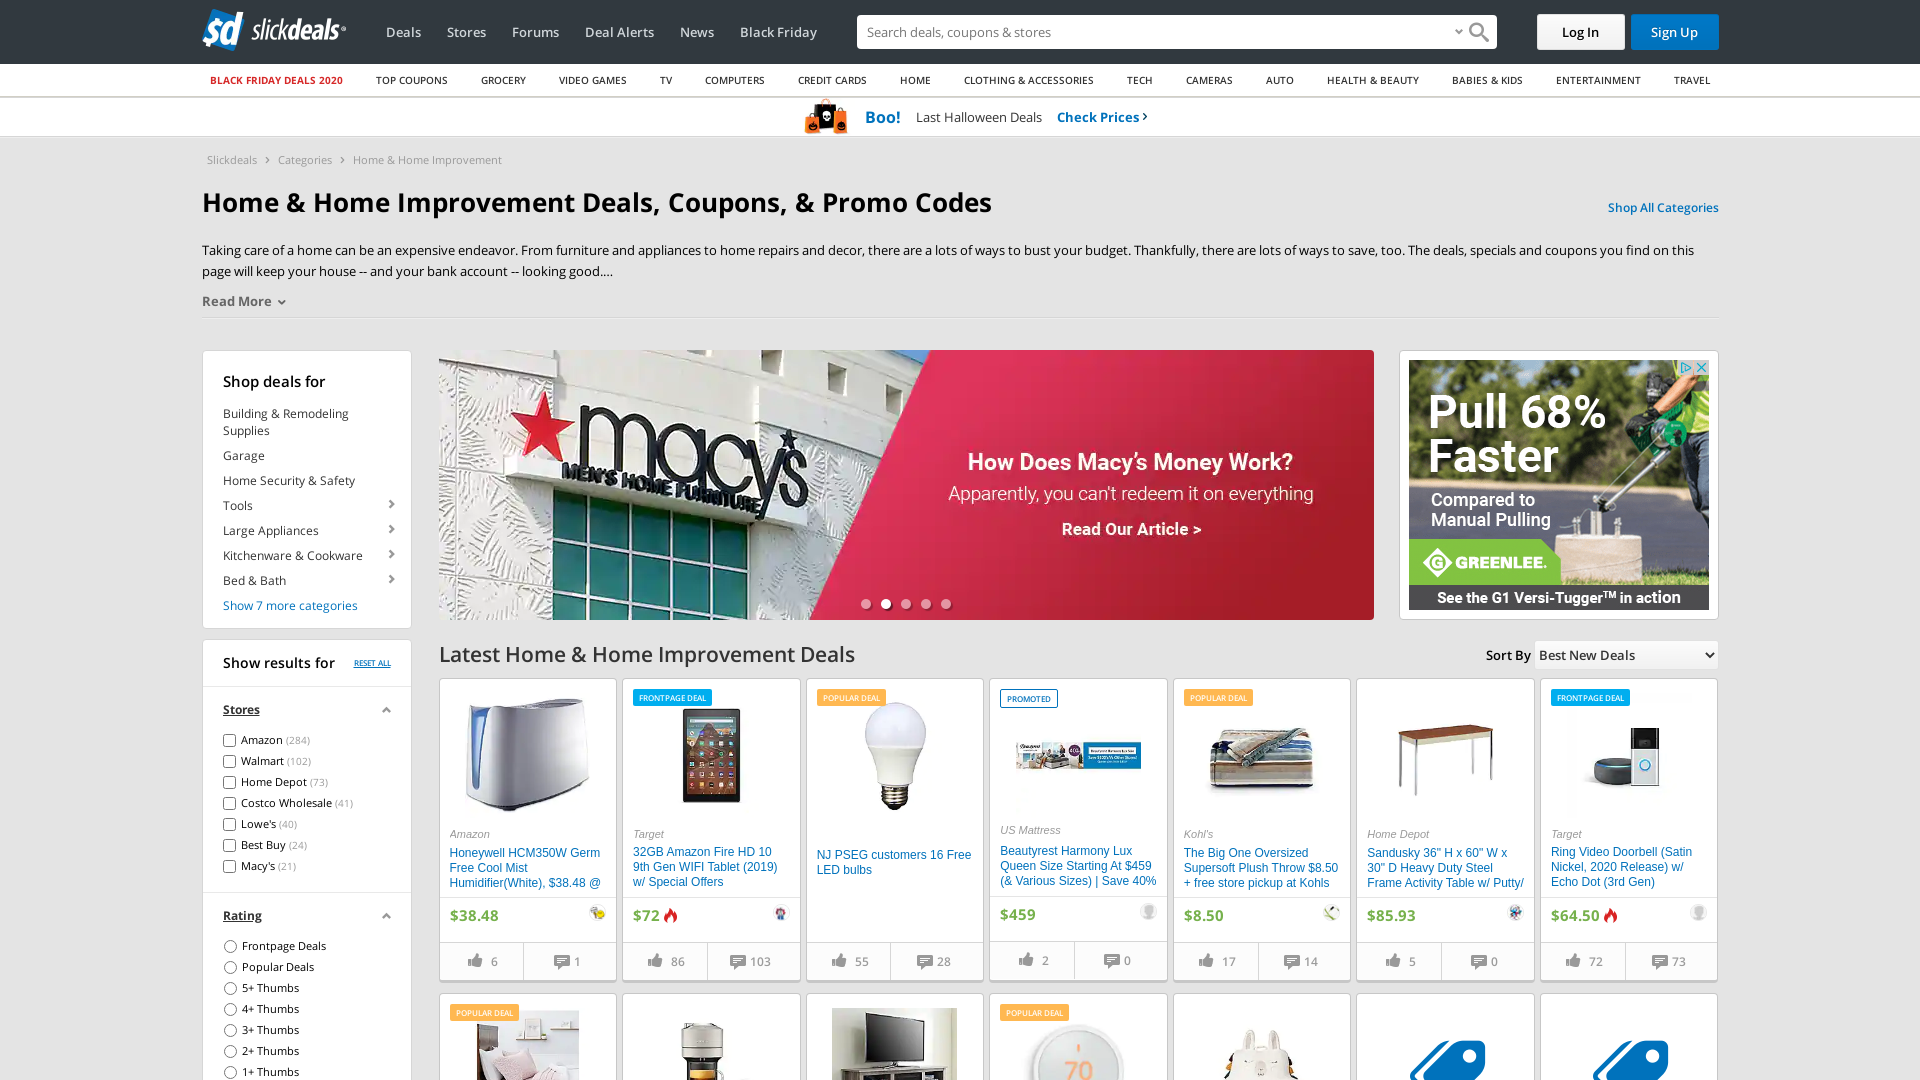 slickdeals
Deals
Stores
Forums
Deal Alerts
News
Black Friday
Search deals, coupons & stores
Log In
Sign Up
BLACK FRIDAY DEALS 2020
TOP COUPONS
GROCERY
VIDEO GAMES
TV
COMPUTERS
CREDIT CARDS
HOME
CLOTHING & ACCESSORIES
TECH
CAMERAS
AUTO
HEALTH & BEAUTY
BABIES & KIDS
ENTERTAINMENT
TRAVEL
Boo! Last Halloween Deals Check Prices
Slickdeals > Categories > Home & Home Improvement
Home & Home Improvement Deals, Coupons, & Promo Codes
Shop All Categories
Taking care of a home can be an expensive endeavor. From furniture and appliances to home repairs and decor, there are a lots of ways to bust your budget. Thankfully, there are lots of ways to save, too. The deals, specials and coupons you find on this
page will keep your house -- and your bank account -- looking good....
Read More
Shop deals for
Building & Remodeling
Supplies
Garage
Home Security & Safety
Tools
Large Appliances
Kitchenware & Cookware
Bed & Bath
Show 7 more categories
macy's
MEN'S HOME FURNITURE
How Does Macy's Money Work?
Apparently, you can't redeem it on everything
Read Our Article >
Pull 68%
Faster
Compared to
Manual Pulling
GREENLEE.
See the G1 Versi-Tugger™ in action
Show results for
RESET ALL
Stores
Amazon (284)
Walmart (102)
Home Depot (73)
Costco Wholesale (41)
Lowe's (40)
Best Buy (24)
Macy's (21)
Rating
Frontpage Deals
Popular Deals
5+ Thumbs
4+ Thumbs
3+ Thumbs
2+ Thumbs
1+ Thumbs
Latest Home & Home Improvement Deals
Sort By
Best New Deals
Amazon
Honeywell HCM350W Germ
Free Cool Mist
Humidifier(White), $38.48 @
$38.48
6
1
FRONTPAGE DEAL
Target
32GB Amazon Fire HD 10
9th Gen WIFI Tablet (2019)
w/ Special Offers
$72
86
103
POPULAR DEAL
NJ PSEG customers 16 Free
LED bulbs
55
28
PROMOTED
US Mattress
Beautyrest Harmony Lux
Queen Size Starting At $459
(& Various Sizes) | Save 40%
$459
2
0
POPULAR DEAL
Kohl's
The Big One Oversized
Supersoft Plush Throw $8.50
+ free store pickup at Kohls
$8.50
17
14
Home Depot
Sandusky 36" H x 60" W x
30" D Heavy Duty Steel
Frame Activity Table w/ Putty/
$85.93
5
0
FRONTPAGE DEAL
Target
Ring Video Doorbell (Satin
Nickel, 2020 Release) w/
Echo Dot (3rd Gen)
$64.50
72
73
POPULAR DEAL
POPULAR DEAL
70